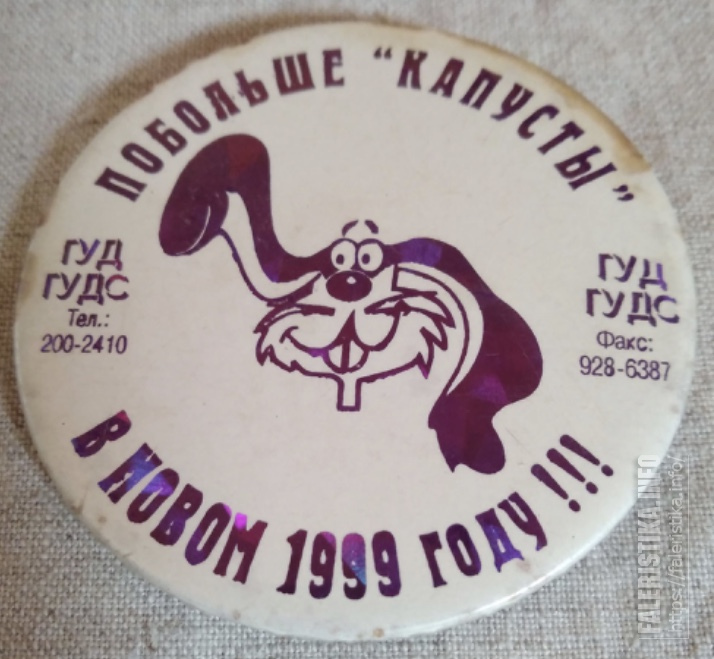 ПОБОЛЬШЕ "КАПУСТЫ"
ГУД
ГУДС
Тел.:
200-2410
ГУД
ГУДС
Факс:
928-6387
В НОВОМ 1999 ГОДУ !!!
FALERISTIKA.INFO
https://faleristika.info/